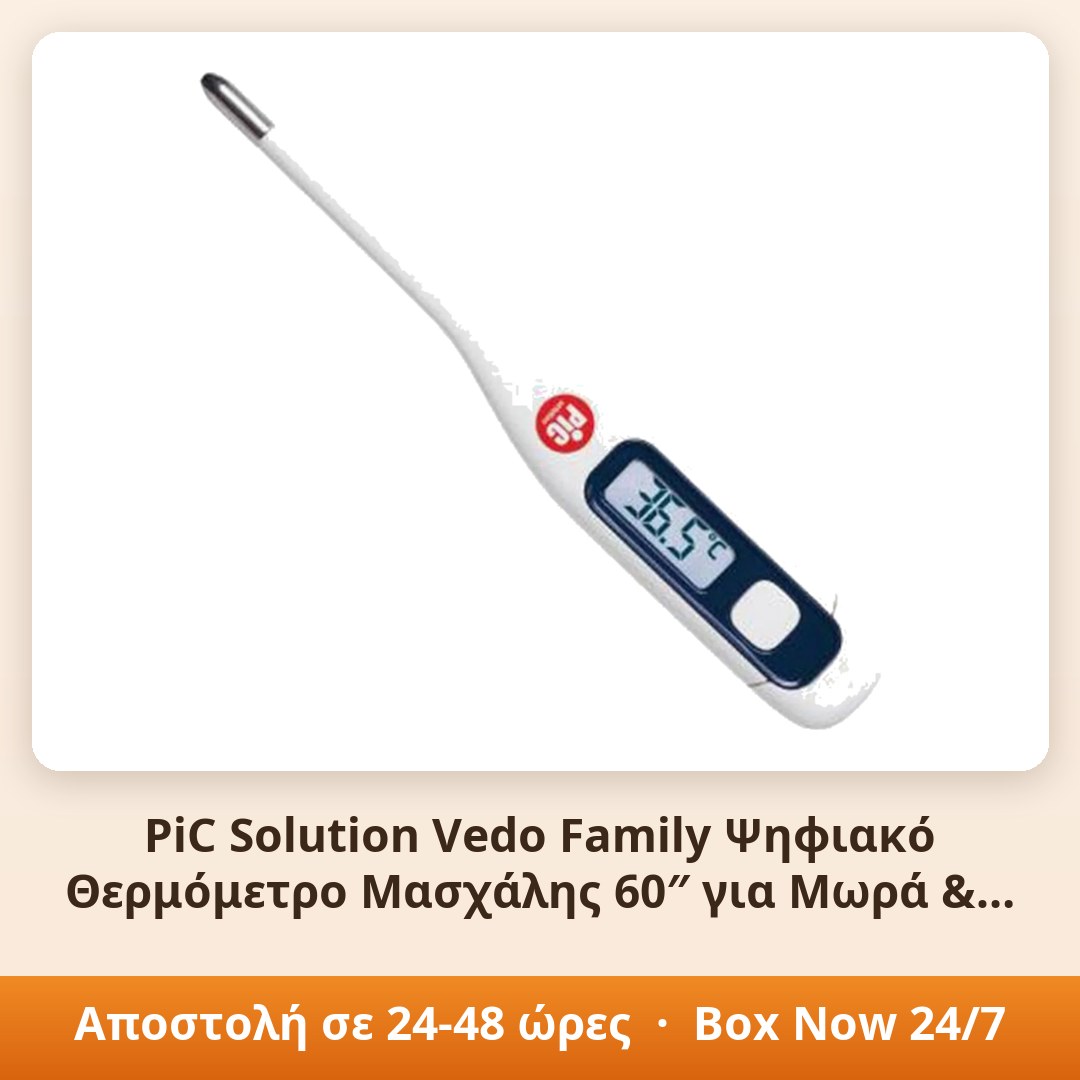 PiC
36.5°C
PiC Solution Vedo Family Ψηφιακό
Θερμόμετρο Μασχάλης 60″ για Μωρά &...
Αποστολή σε 24-48 ώρες · Box Now 24/7